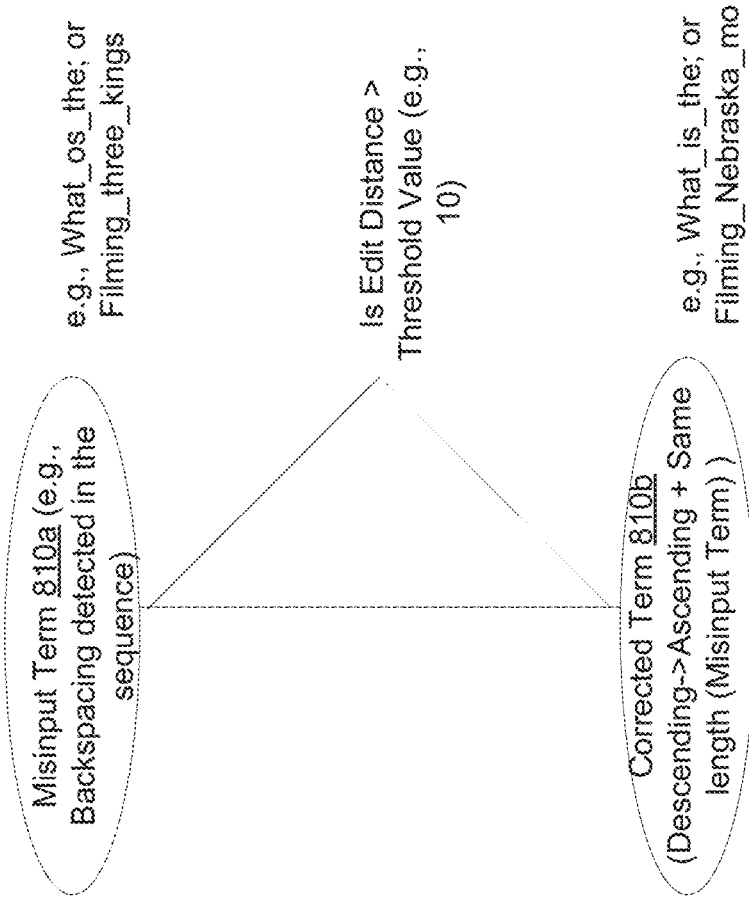 Misinput Term 810a (e.g.,
Backspacing detected in the
sequence)
e.g., What_os_the; or
Filming_three_kings
Is Edit Distance >
Threshold Value (e.g.,
10)
Corrected Term 810b
(Descending->Ascending + Same
length (Misinput Term) )
e.g., What_is_the; or
Filming_Nebraska_mo